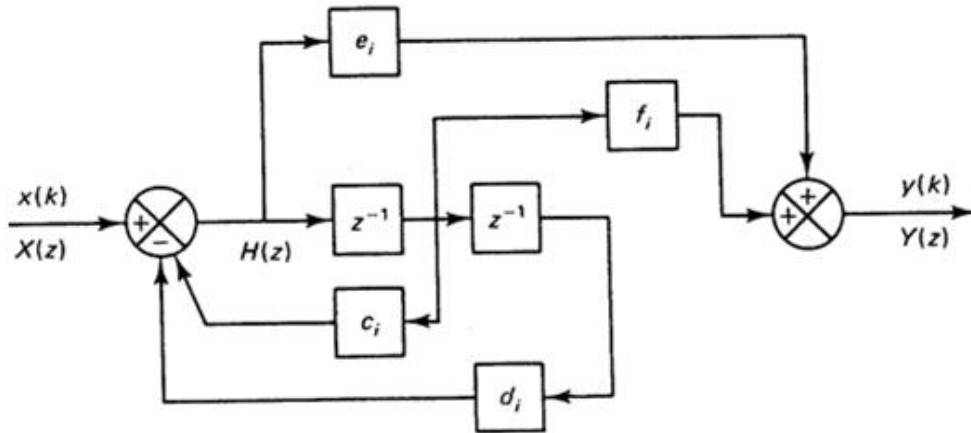 eᵢ
fᵢ
x(k)
X(z)
+
−
H(z)
z⁻¹
z⁻¹
+
+
y(k)
Y(z)
cᵢ
dᵢ